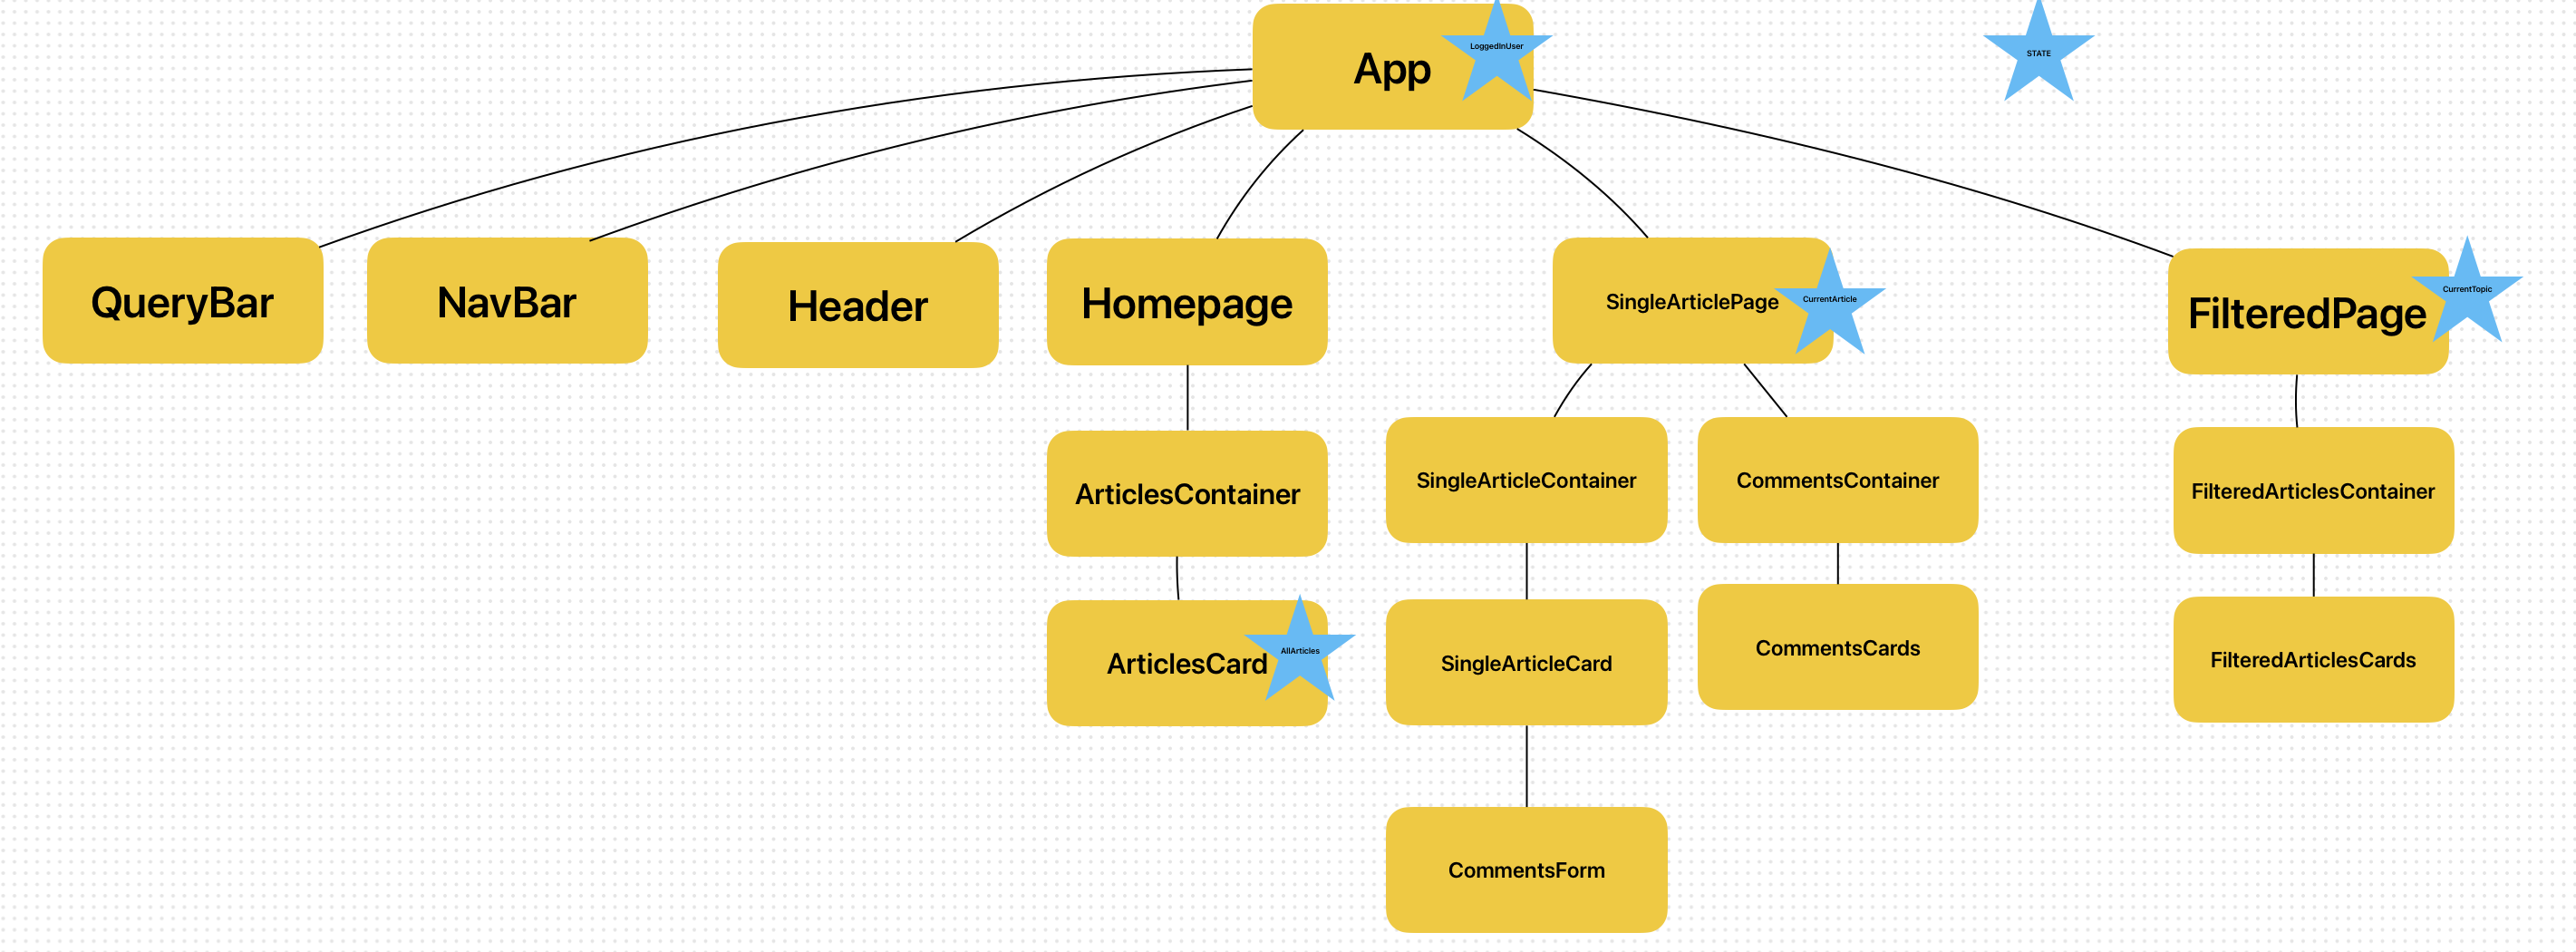 App
LoggedInUser
STATE
QueryBar
NavBar
Header
Homepage
SingleArticlePage
CurrentArticle
FilteredPage
CurrentTopic
ArticlesContainer
SingleArticleContainer
CommentsContainer
FilteredArticlesContainer
ArticlesCard
AllArticles
SingleArticleCard
CommentsCards
FilteredArticlesCards
CommentsForm